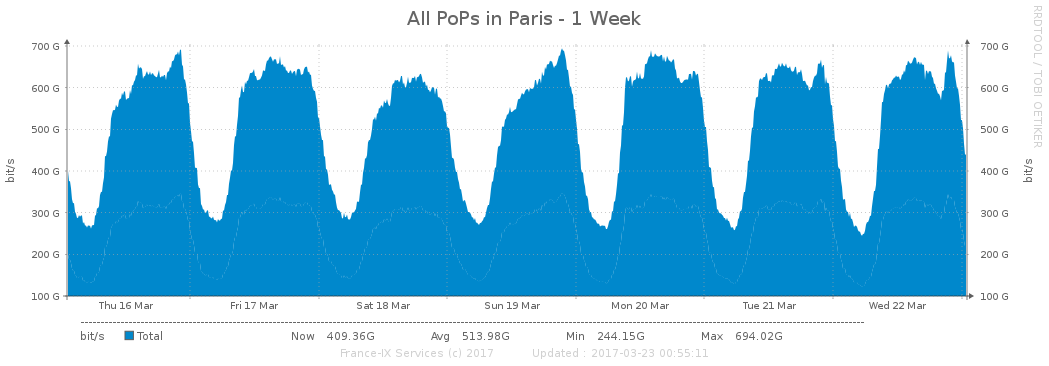 All PoPs in Paris - 1 Week
RRDTOOL / TOBI OETIKER
bit/s
700 G
600 G
500 G
400 G
300 G
200 G
100 G
700 G
600 G
500 G
400 G
300 G
200 G
100 G
bit/s
Thu 16 Mar Fri 17 Mar Sat 18 Mar Sun 19 Mar Mon 20 Mar Tue 21 Mar Wed 22 Mar
bit/s Total Now 409.36G Avg 513.98G Min 244.15G Max 694.02G
France-IX Services (c) 2017 Updated : 2017-03-23 00:55:11